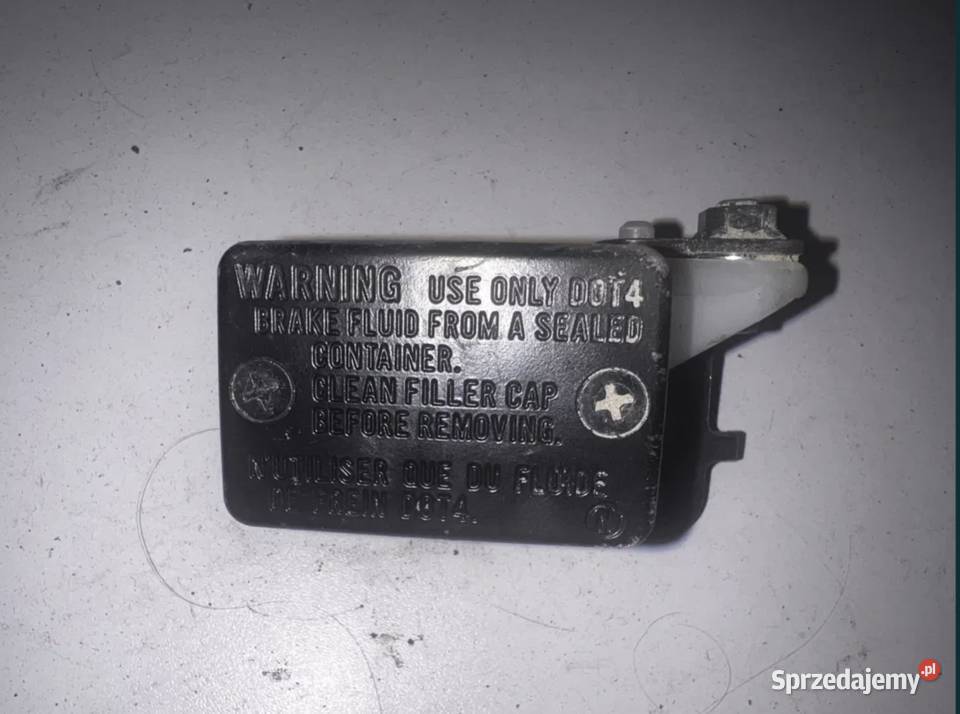 WARNING USE ONLY DOT4
BRAKE FLUID FROM A SEALED
CONTAINER.
CLEAN FILLER CAP
BEFORE REMOVING.
N'UTILISER QUE DU FLUIDE
DE FREIN DOT4.
Sprzedajemy.pl